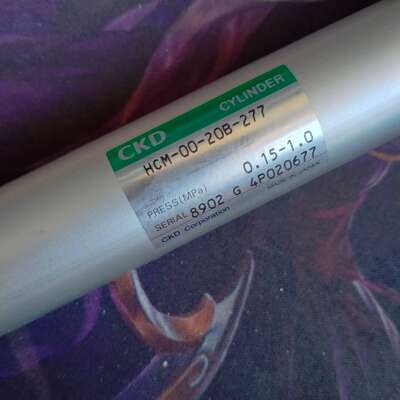 CKD CYLINDER
HCM-00-20B-277
PRESS(MPa) 0.15-1.0
SERIAL 8902 G 4P020677
CKD Corporation MADE IN JAPAN